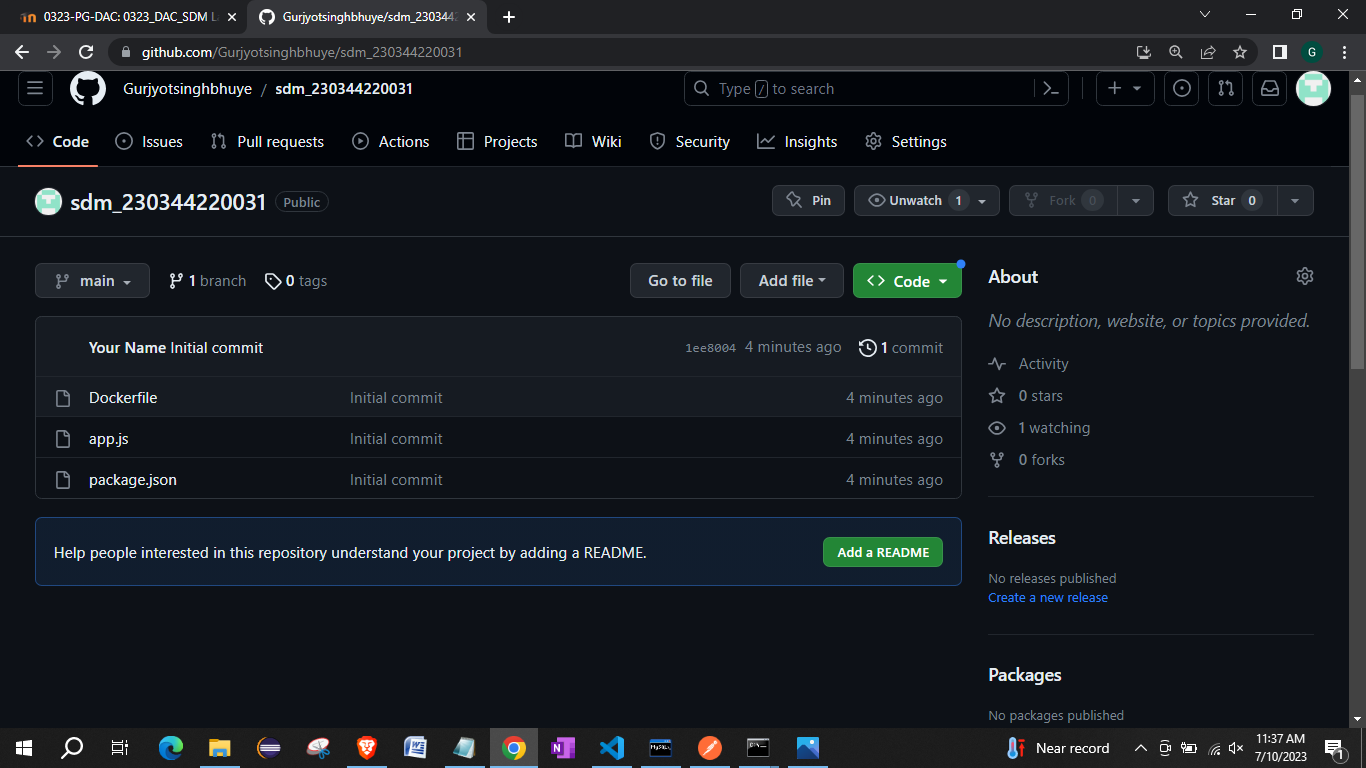 0323-PG-DAC: 0323_DAC_SDM L
Gurjyotsinghbhuye/sdm_2303442
github.com/Gurjyotsinghbhuye/sdm_230344220031
G
Gurjyotsinghbhuye / sdm_230344220031
Type / to search
Code Issues Pull requests Actions Projects Wiki Security Insights Settings
sdm_230344220031 Public
Pin Unwatch 1 Fork 0 Star 0
main 1 branch 0 tags Go to file Add file Code
Your Name Initial commit 1ee8004 4 minutes ago 1 commit
Dockerfile Initial commit 4 minutes ago
app.js Initial commit 4 minutes ago
package.json Initial commit 4 minutes ago
Help people interested in this repository understand your project by adding a README. Add a README
About
No description, website, or topics provided.
Activity
0 stars
1 watching
0 forks
Releases
No releases published
Create a new release
Packages
No packages published
Near record
11:37 AM
7/10/2023
1